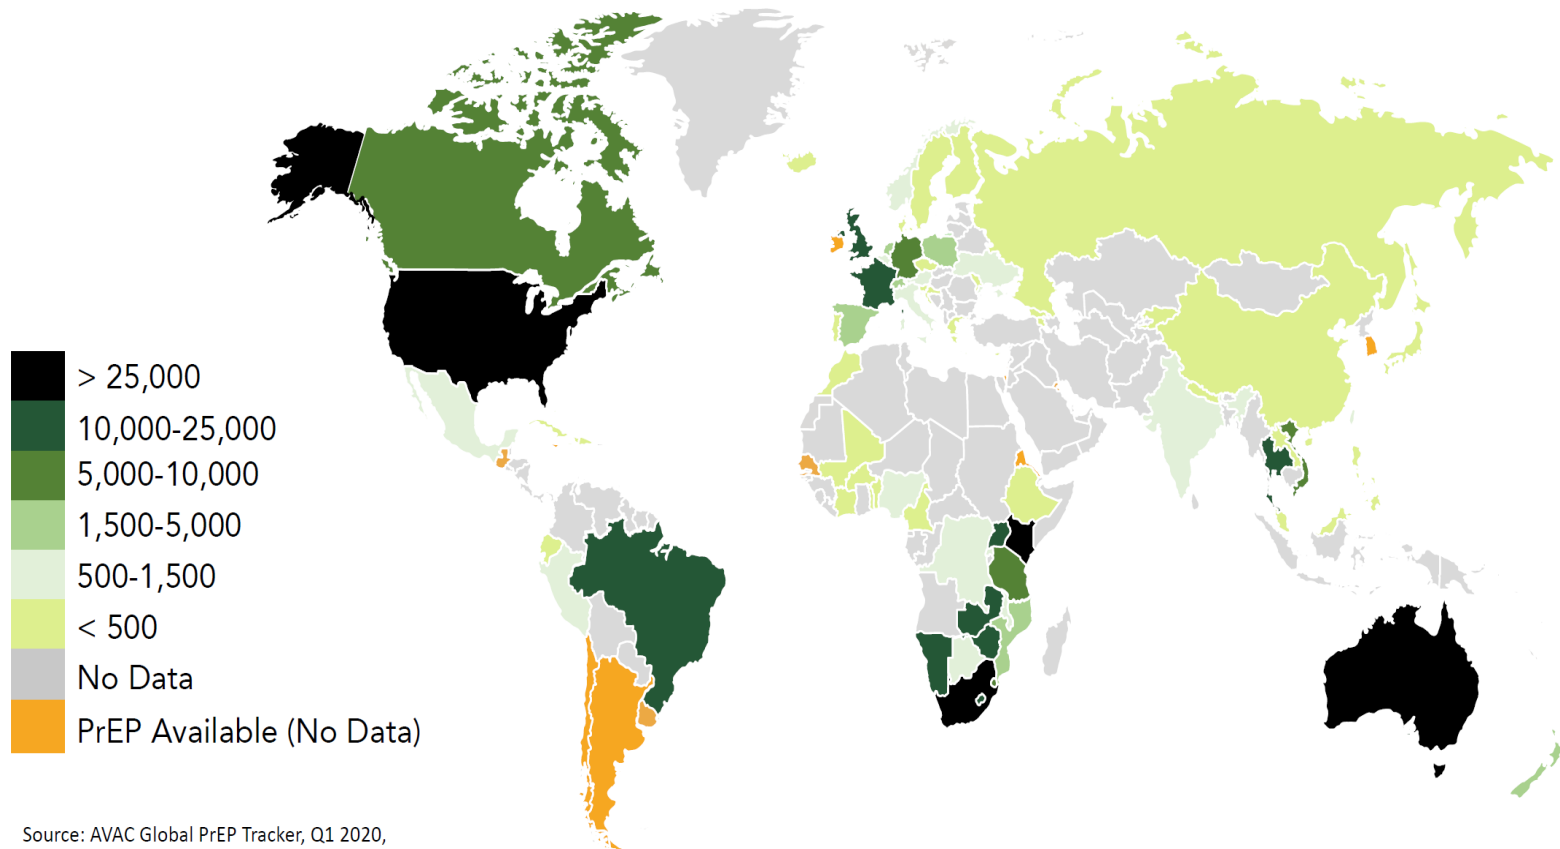 > 25,000
10,000-25,000
5,000-10,000
1,500-5,000
500-1,500
< 500
No Data
PrEP Available (No Data)
Source: AVAC Global PrEP Tracker, Q1 2020,